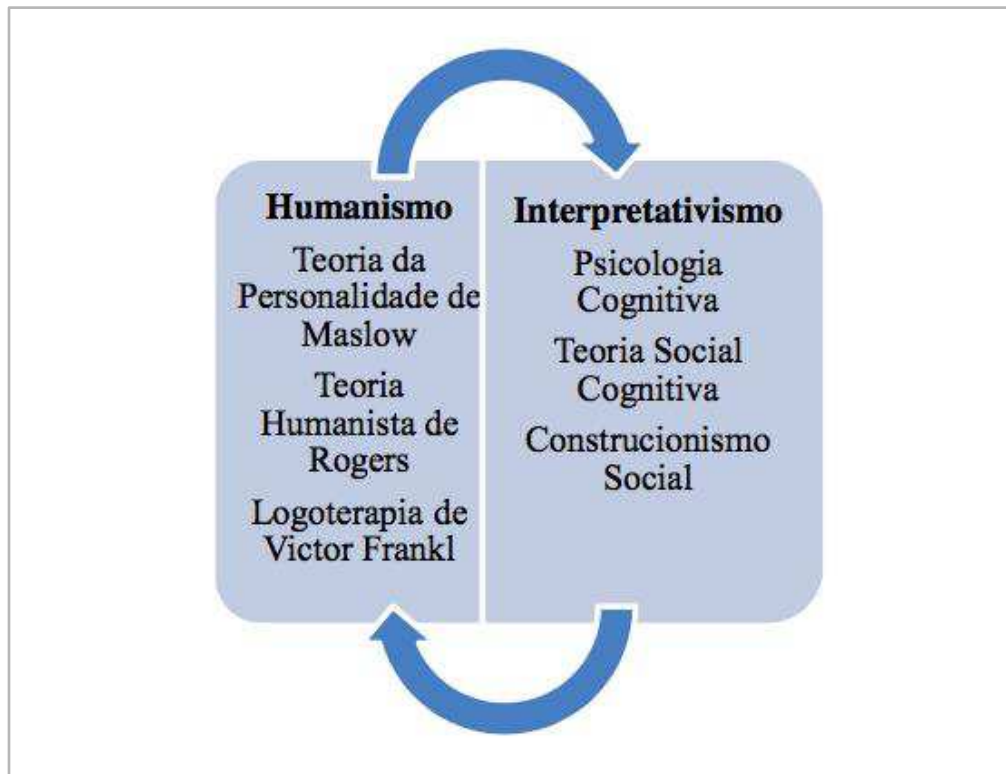 Humanismo
Teoria da
Personalidade de
Maslow
Teoria
Humanista de
Rogers
Logoterapia de
Victor Frankl
Interpretativismo
Psicologia
Cognitiva
Teoria Social
Cognitiva
Construcionismo
Social